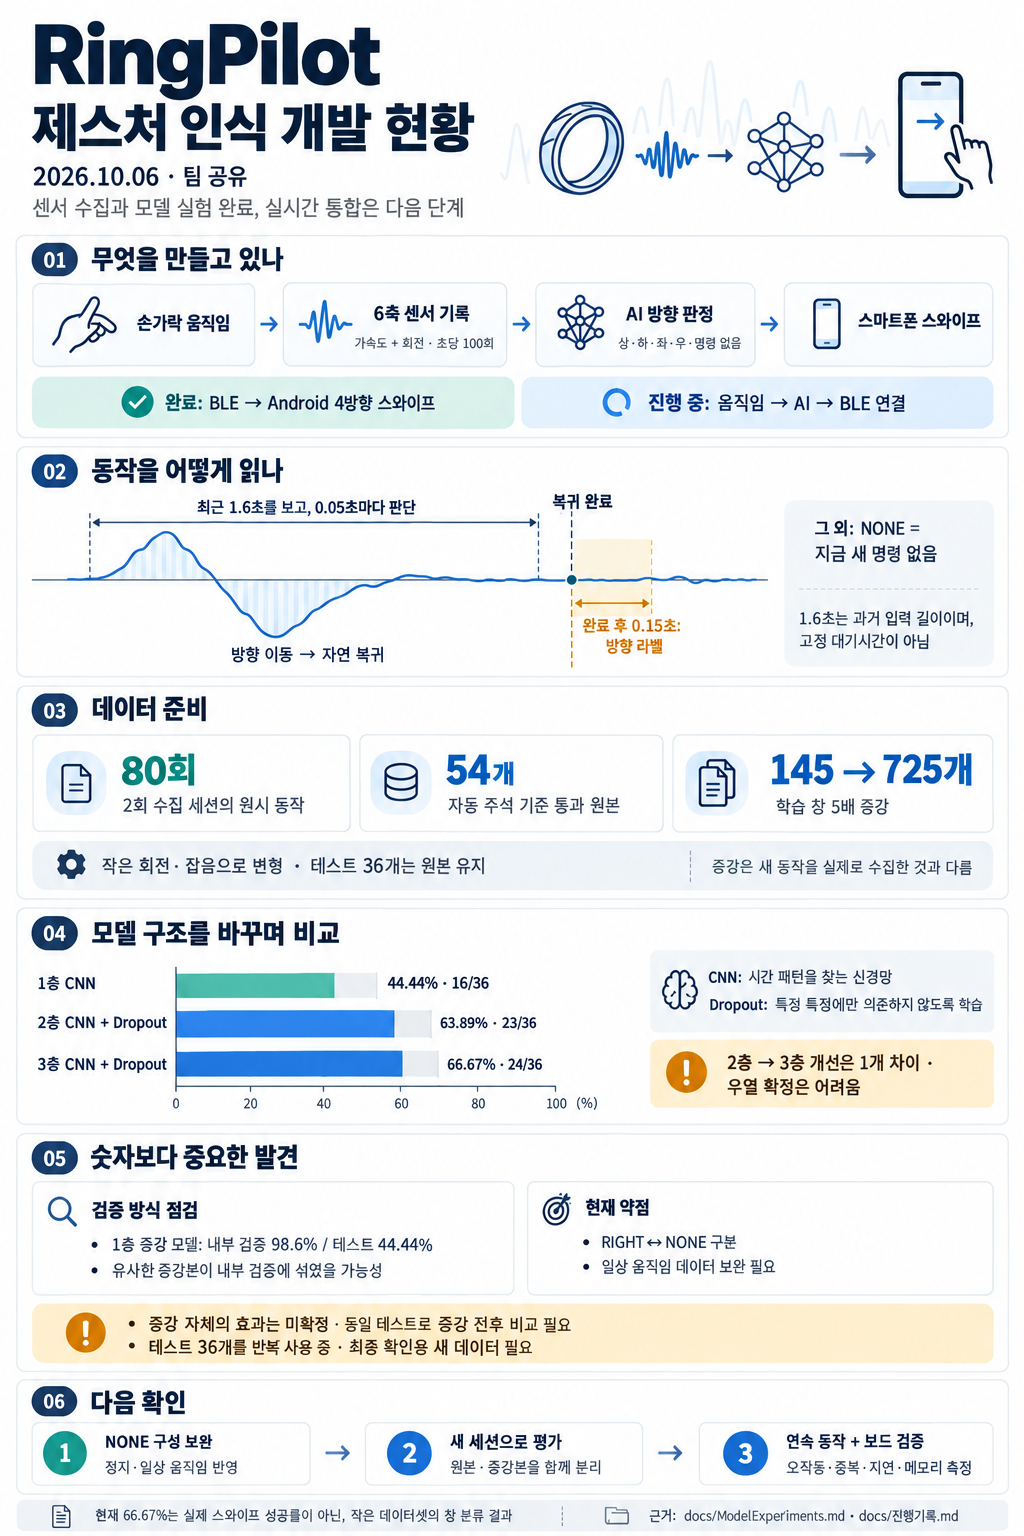 RingPilot
제스처 인식 개발 현황
2026.10.06 · 팀 공유
센서 수집과 모델 실험 완료, 실시간 통합은 다음 단계
01 무엇을 만들고 있나
손가락 움직임
6축 센서 기록
가속도 + 회전 · 초당 100회
AI 방향 판정
상·하·좌·우·명령 없음
스마트폰 스와이프
완료: BLE → Android 4방향 스와이프
진행 중: 움직임 → AI → BLE 연결
02 동작을 어떻게 읽나
최근 1.6초를 보고, 0.05초마다 판단
복귀 완료
완료 후 0.15초:
방향 라벨
방향 이동 → 자연 복귀
그 외: NONE =
지금 새 명령 없음
1.6초는 과거 입력 길이이며,
고정 대기시간이 아님
03 데이터 준비
80회
2회 수집 세션의 원시 동작
54개
자동 주석 기준 통과 원본
145 → 725개
학습 창 5배 증강
작은 회전 · 잡음으로 변형 • 테스트 36개는 원본 유지
증강은 새 동작을 실제로 수집한 것과 다름
04 모델 구조를 바꾸며 비교
1층 CNN
44.44% · 16/36
2층 CNN + Dropout
63.89% · 23/36
3층 CNN + Dropout
66.67% · 24/36
0 20 40 60 80 100 (%)
CNN: 시간 패턴을 찾는 신경망
Dropout: 특정 특정에만 의존하지 않도록 학습
2층 → 3층 개선은 1개 차이 ·
우열 확정은 어려움
05 숫자보다 중요한 발견
검증 방식 점검
• 1층 증강 모델: 내부 검증 98.6% / 테스트 44.44%
• 유사한 증강본이 내부 검증에 섞였을 가능성
현재 약점
• RIGHT ↔ NONE 구분
• 일상 움직임 데이터 보완 필요
• 증강 자체의 효과는 미확정 · 동일 테스트로 증강 전후 비교 필요
• 테스트 36개를 반복 사용 중 · 최종 확인용 새 데이터 필요
06 다음 확인
1 NONE 구성 보완
정지·일상 움직임 반영
2 새 세션으로 평가
원본 · 증강본을 함께 분리
3 연속 동작 + 보드 검증
오작동·중복·지연·메모리 측정
현재 66.67%는 실제 스와이프 성공률이 아닌, 작은 데이터셋의 창 분류 결과
근거: docs/ModelExperiments.md • docs/진행기록.md